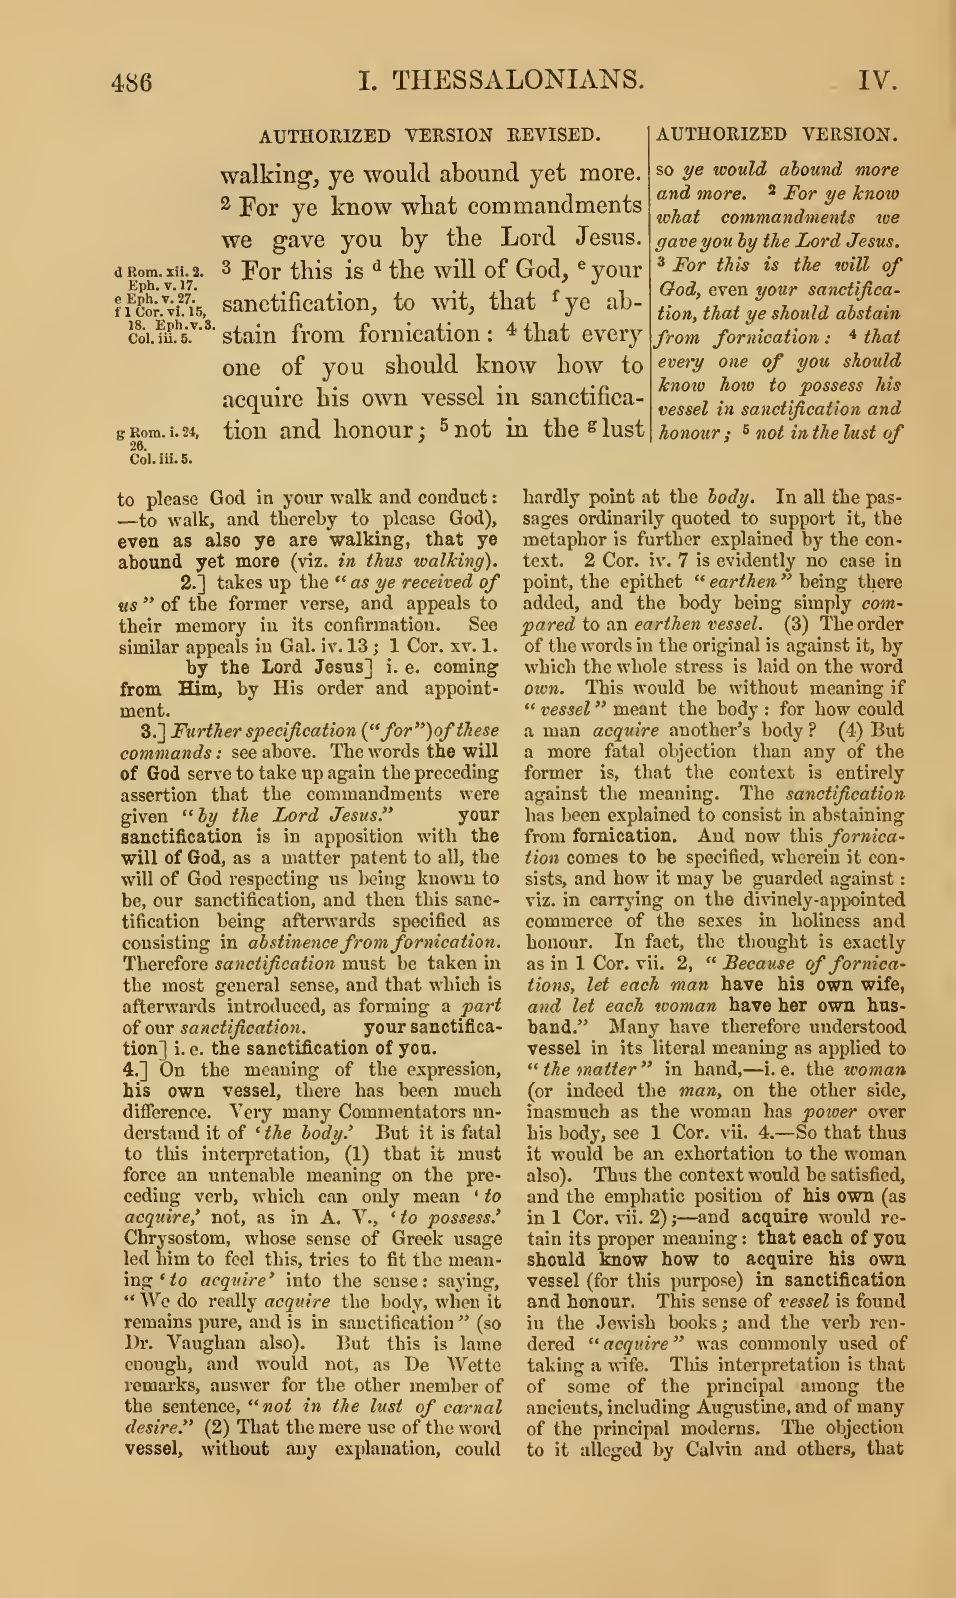 486
I. THESSALONIANS.
IV.
AUTHORIZED VERSION REVISED.
walking, ye would abound yet more.
2 For ye know what commandments
we gave you by the Lord Jesus.
3 For this is d the will of God, e your
sanctification, to wit, that f ye ab-
stain from fornication : 4 that every
one of you should know how to
acquire his own vessel in sanctifica-
tion and honour; 5 not in the g lust
d Rom. xii. 2.
Eph. v. 17.
e Eph. v. 27.
f 1 Cor. vi. 15,
18. Eph. v. 3.
Col. iii. 5.
g Rom. i. 24,
26.
Col. iii. 5.
AUTHORIZED VERSION.
so ye would abound more
and more. 2 For ye know
what commandments we
gave you by the Lord Jesus.
3 For this is the will of
God, even your sanctifica-
tion, that ye should abstain
from fornication : 4 that
every one of you should
know how to possess his
vessel in sanctification and
honour; 5 not in the lust of
to please God in your walk and conduct:
—to walk, and thereby to please God),
even as also ye are walking, that ye
abound yet more (viz. in thus walking).
2.] takes up the "as ye received of
us" of the former verse, and appeals to
their memory in its confirmation. See
similar appeals in Gal. iv. 13; 1 Cor. xv. 1.
by the Lord Jesus] i. e. coming
from Him, by His order and appoint-
ment.
3.] Further specification ("for") of these
commands: see above. The words the will
of God serve to take up again the preceding
assertion that the commandments were
given "by the Lord Jesus." your
sanctification is in apposition with the
will of God, as a matter patent to all, the
will of God respecting us being known to
be, our sanctification, and then this sanc-
tification being afterwards specified as
consisting in abstinence from fornication.
Therefore sanctification must be taken in
the most general sense, and that which is
afterwards introduced, as forming a part
of our sanctification. your sanctifica-
tion] i. e. the sanctification of you.
4.] On the meaning of the expression,
his own vessel, there has been much
difference. Very many Commentators un-
derstand it of 'the body.' But it is fatal
to this interpretation, (1) that it must
force an untenable meaning on the pre-
ceding verb, which can only mean 'to
acquire,' not, as in A. V., 'to possess.'
Chrysostom, whose sense of Greek usage
led him to feel this, tries to fit the mean-
ing 'to acquire' into the sense: saying,
"We do really acquire the body, when it
remains pure, and is in sanctification" (so
Dr. Vaughan also). But this is lame
enough, and would not, as De Wette
remarks, answer for the other member of
the sentence, "not in the lust of carnal
desire." (2) That the mere use of the word
vessel, without any explanation, could
hardly point at the body. In all the pas-
sages ordinarily quoted to support it, the
metaphor is further explained by the con-
text. 2 Cor. iv. 7 is evidently no case in
point, the epithet "earthen" being there
added, and the body being simply com-
pared to an earthen vessel. (3) The order
of the words in the original is against it, by
which the whole stress is laid on the word
own. This would be without meaning if
"vessel" meant the body : for how could
a man acquire another's body? (4) But
a more fatal objection than any of the
former is, that the context is entirely
against the meaning. The sanctification
has been explained to consist in abstaining
from fornication. And now this fornica-
tion comes to be specified, wherein it con-
sists, and how it may be guarded against :
viz. in carrying on the divinely-appointed
commerce of the sexes in holiness and
honour. In fact, the thought is exactly
as in 1 Cor. vii. 2, "Because of fornica-
tions, let each man have his own wife,
and let each woman have her own hus-
band." Many have therefore understood
vessel in its literal meaning as applied to
"the matter" in hand,—i. e. the woman
(or indeed the man, on the other side,
inasmuch as the woman has power over
his body, see 1 Cor. vii. 4.—So that thus
it would be an exhortation to the woman
also). Thus the context would be satisfied,
and the emphatic position of his own (as
in 1 Cor. vii. 2);—and acquire would re-
tain its proper meaning: that each of you
should know how to acquire his own
vessel (for this purpose) in sanctification
and honour. This sense of vessel is found
in the Jewish books; and the verb ren-
dered "acquire" was commonly used of
taking a wife. This interpretation is that
of some of the principal among the
ancients, including Augustine, and of many
of the principal moderns. The objection
to it alleged by Calvin and others, that